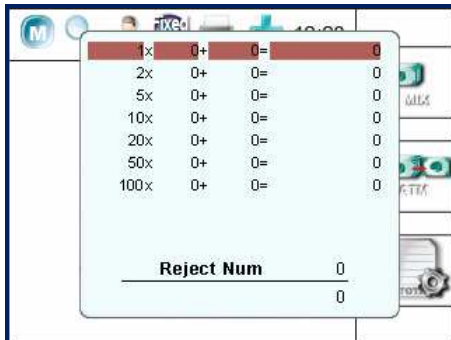 M Fixed
1x 0+ 0= 0
2x 0+ 0= 0
5x 0+ 0= 0
10x 0+ 0= 0
20x 0+ 0= 0
50x 0+ 0= 0
100x 0+ 0= 0
MIX
ATM
Reject Num 0
0